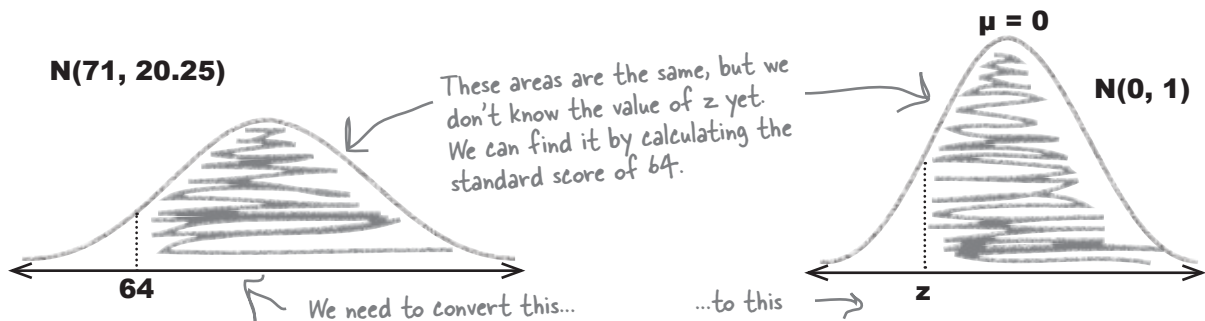 µ = 0
N(71, 20.25)
These areas are the same, but we
don't know the value of z yet.
We can find it by calculating the
standard score of 64.
N(0, 1)
64
z
We need to convert this...
...to this